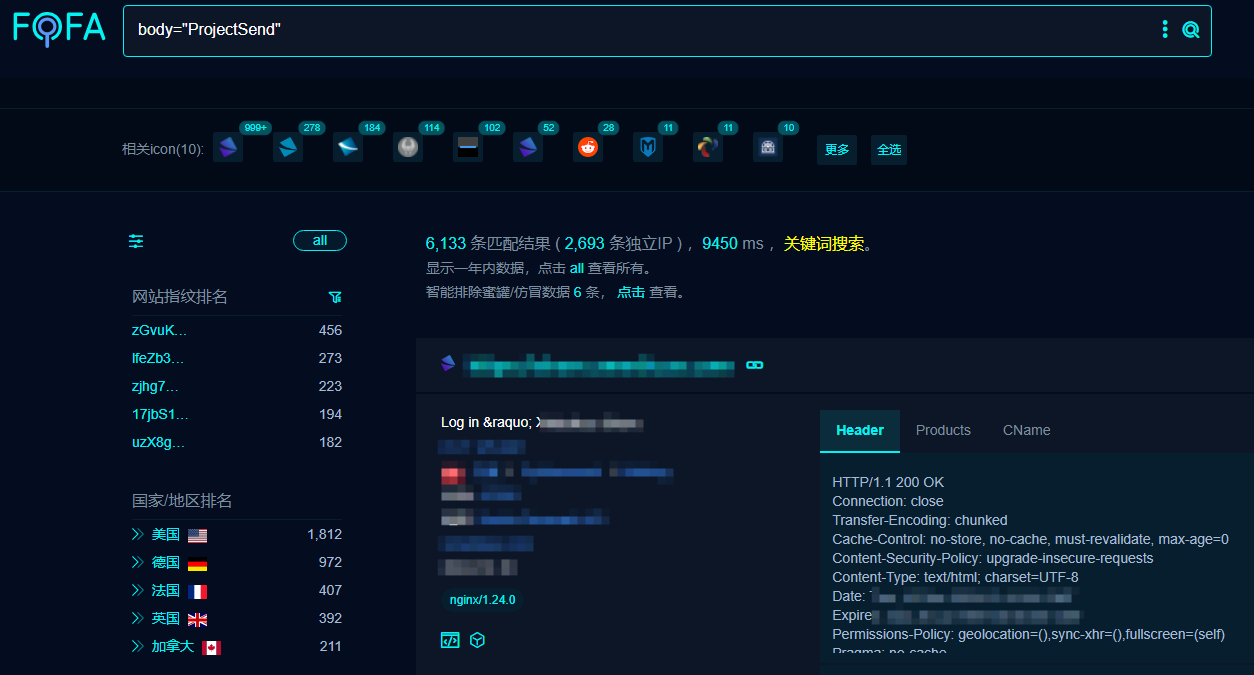 FOFA
body="ProjectSend"
相关icon(10): 999+ 278 184 114 102 52 28 11 11 10 更多 全选
all
6,133 条匹配结果 ( 2,693 条独立IP ) ， 9450 ms ， 关键词搜索。
显示一年内数据，点击 all 查看所有。
智能排除蜜罐/仿冒数据 6 条， 点击 查看。
网站指纹排名
zGvuK... 456
lfeZb3... 273
zjhg7... 223
17jbS1... 194
uzX8g... 182
国家/地区排名
美国 1,812
德国 972
法国 407
英国 392
加拿大 211
Log in &raquo;
nginx/1.24.0
Header Products CName
HTTP/1.1 200 OK
Connection: close
Transfer-Encoding: chunked
Cache-Control: no-store, no-cache, must-revalidate, max-age=0
Content-Security-Policy: upgrade-insecure-requests
Content-Type: text/html; charset=UTF-8
Date:
Expire
Permissions-Policy: geolocation=(),sync-xhr=(),fullscreen=(self)
Pragma: no-cache